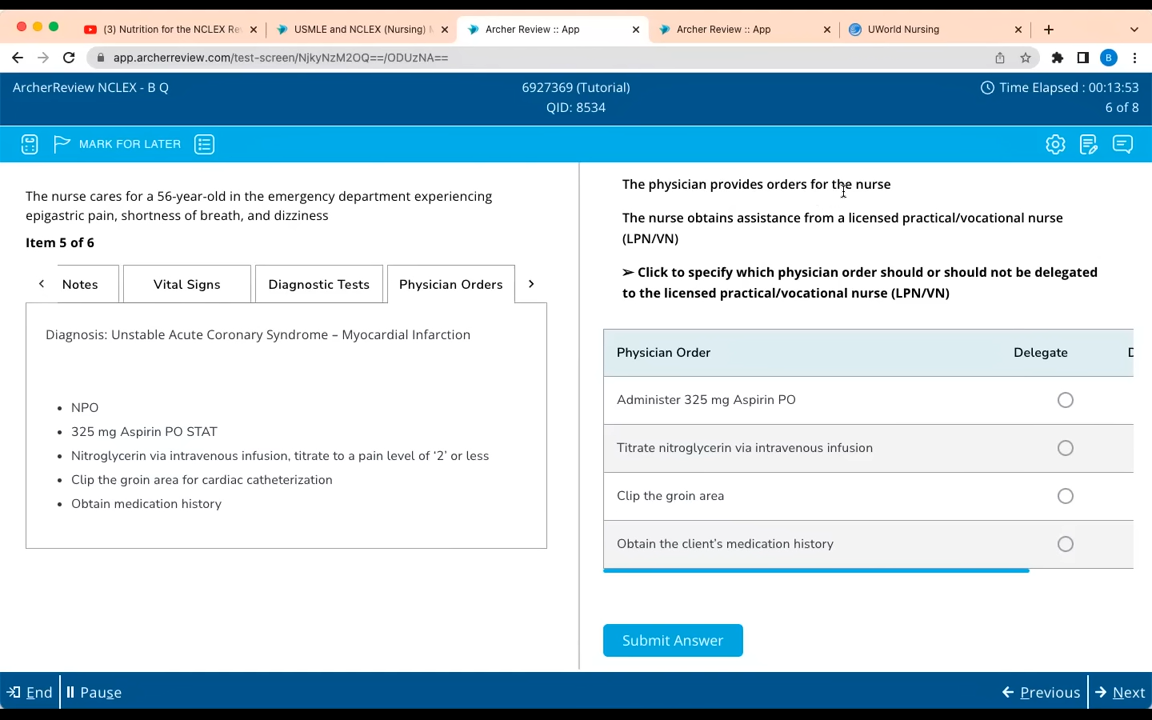 (3) Nutrition for the NCLEX Re
USMLE and NCLEX (Nursing)
Archer Review :: App
Archer Review :: App
UWorld Nursing
app.archerreview.com/test-screen/NjkyNzM2OQ==/ODUzNA==
B
ArcherReview NCLEX - B Q
6927369 (Tutorial)
QID: 8534
Time Elapsed : 00:13:53
6 of 8
MARK FOR LATER
The nurse cares for a 56-year-old in the emergency department experiencing
epigastric pain, shortness of breath, and dizziness
Item 5 of 6
Notes
Vital Signs
Diagnostic Tests
Physician Orders
Diagnosis: Unstable Acute Coronary Syndrome – Myocardial Infarction
• NPO
• 325 mg Aspirin PO STAT
• Nitroglycerin via intravenous infusion, titrate to a pain level of ‘2’ or less
• Clip the groin area for cardiac catheterization
• Obtain medication history
The physician provides orders for the nurse
The nurse obtains assistance from a licensed practical/vocational nurse
(LPN/VN)
➢ Click to specify which physician order should or should not be delegated
to the licensed practical/vocational nurse (LPN/VN)
Physician Order
Delegate
Administer 325 mg Aspirin PO
Titrate nitroglycerin via intravenous infusion
Clip the groin area
Obtain the client’s medication history
Submit Answer
End
Pause
Previous
Next